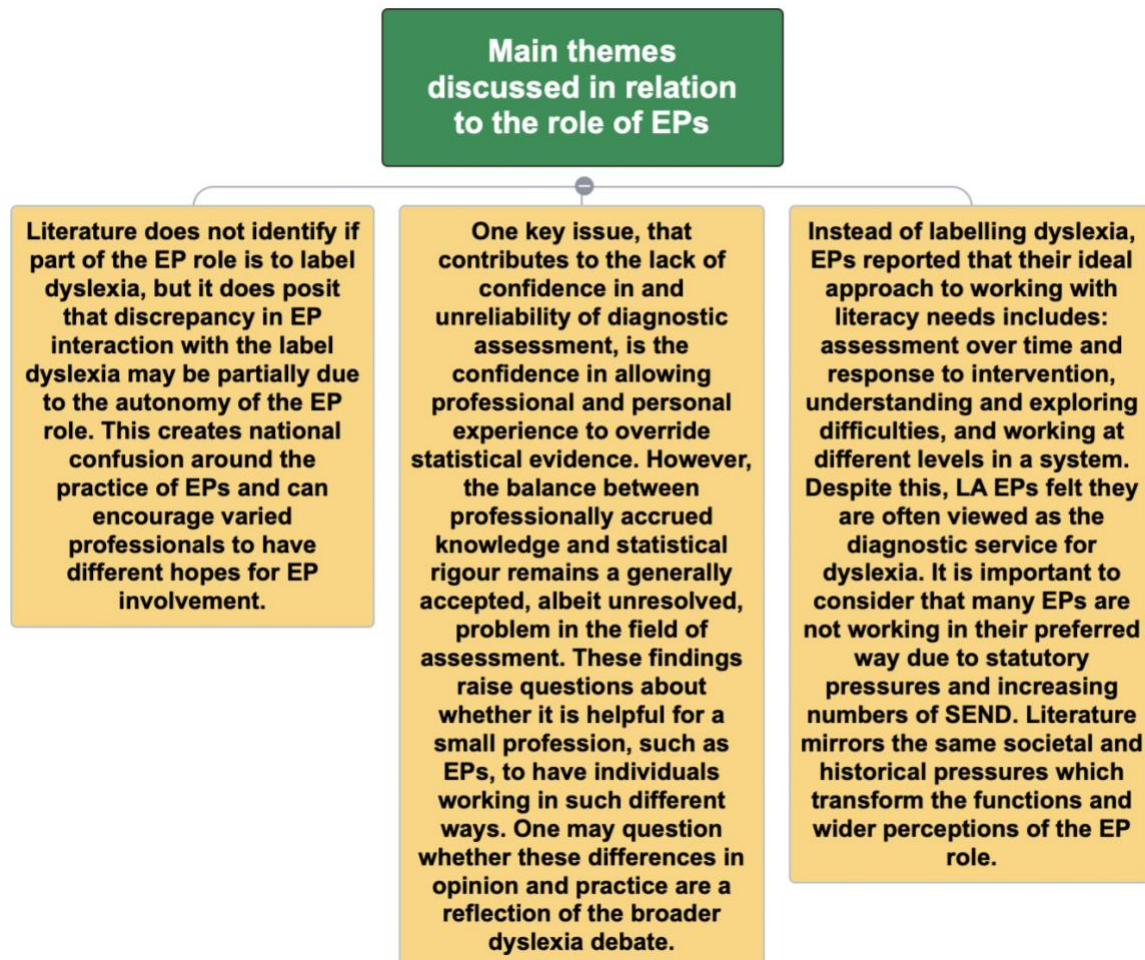 Main themes
discussed in relation
to the role of EPs
Literature does not identify if
part of the EP role is to label
dyslexia, but it does posit
that discrepancy in EP
interaction with the label
dyslexia may be partially due
to the autonomy of the EP
role. This creates national
confusion around the
practice of EPs and can
encourage varied
professionals to have
different hopes for EP
involvement.
One key issue, that
contributes to the lack of
confidence in and
unreliability of diagnostic
assessment, is the
confidence in allowing
professional and personal
experience to override
statistical evidence. However,
the balance between
professionally accrued
knowledge and statistical
rigour remains a generally
accepted, albeit unresolved,
problem in the field of
assessment. These findings
raise questions about
whether it is helpful for a
small profession, such as
EPs, to have individuals
working in such different
ways. One may question
whether these differences in
opinion and practice are a
reflection of the broader
dyslexia debate.
Instead of labelling dyslexia,
EPs reported that their ideal
approach to working with
literacy needs includes:
assessment over time and
response to intervention,
understanding and exploring
difficulties, and working at
different levels in a system.
Despite this, LA EPs felt they
are often viewed as the
diagnostic service for
dyslexia. It is important to
consider that many EPs are
not working in their preferred
way due to statutory
pressures and increasing
numbers of SEND. Literature
mirrors the same societal and
historical pressures which
transform the functions and
wider perceptions of the EP
role.